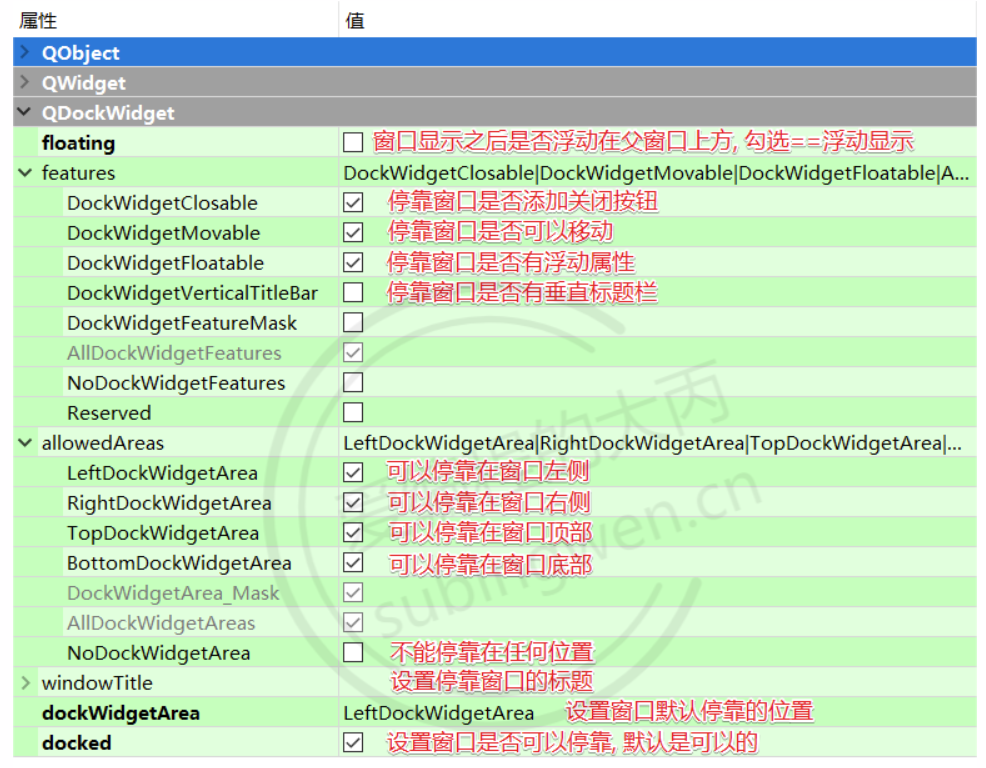 属性 值
QObject
QWidget
QDockWidget
floating 窗口显示之后是否浮动在父窗口上方, 勾选==浮动显示
features DockWidgetClosable|DockWidgetMovable|DockWidgetFloatable|A...
DockWidgetClosable 停靠窗口是否添加关闭按钮
DockWidgetMovable 停靠窗口是否可以移动
DockWidgetFloatable 停靠窗口是否有浮动属性
DockWidgetVerticalTitleBar 停靠窗口是否有垂直标题栏
DockWidgetFeatureMask
AllDockWidgetFeatures
NoDockWidgetFeatures
Reserved
allowedAreas LeftDockWidgetArea|RightDockWidgetArea|TopDockWidgetArea|...
LeftDockWidgetArea 可以停靠在窗口左侧
RightDockWidgetArea 可以停靠在窗口右侧
TopDockWidgetArea 可以停靠在窗口顶部
BottomDockWidgetArea 可以停靠在窗口底部
DockWidgetArea_Mask
AllDockWidgetAreas
NoDockWidgetArea 不能停靠在任何位置
windowTitle 设置停靠窗口的标题
dockWidgetArea LeftDockWidgetArea 设置窗口默认停靠的位置
docked 设置窗口是否可以停靠, 默认是可以的
subingwen.cn